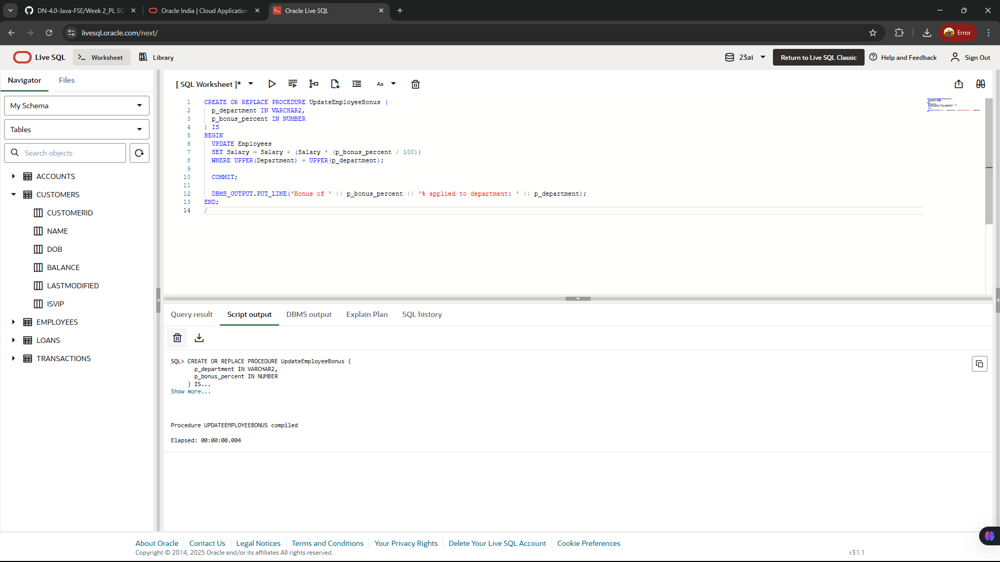 DN-4.0-Java-FSE/Week 2_PL SQ
Oracle India | Cloud Application
Oracle Live SQL
livesql.oracle.com/next/
Error
Live SQL
Worksheet
Library
23ai
Return to Live SQL Classic
Help and Feedback
Sign Out
Navigator
Files
My Schema
Tables
Search objects
ACCOUNTS
CUSTOMERS
CUSTOMERID
NAME
DOB
BALANCE
LASTMODIFIED
ISVIP
EMPLOYEES
LOANS
TRANSACTIONS
[ SQL Worksheet ]*
Aa
1 CREATE OR REPLACE PROCEDURE UpdateEmployeeBonus (
2 p_department IN VARCHAR2,
3 p_bonus_percent IN NUMBER
4 ) IS
5 BEGIN
6 UPDATE Employees
7 SET Salary = Salary + (Salary * (p_bonus_percent / 100))
8 WHERE UPPER(Department) = UPPER(p_department);
9
10 COMMIT;
11
12 DBMS_OUTPUT.PUT_LINE('Bonus of ' || p_bonus_percent || '% applied to department: ' || p_department);
13 END;
14 /
Query result
Script output
DBMS output
Explain Plan
SQL history
SQL> CREATE OR REPLACE PROCEDURE UpdateEmployeeBonus (
p_department IN VARCHAR2,
p_bonus_percent IN NUMBER
) IS...
Show more...
Procedure UPDATEEMPLOYEEBONUS compiled
Elapsed: 00:00:00.004
About Oracle
Contact Us
Legal Notices
Terms and Conditions
Your Privacy Rights
Delete Your Live SQL Account
Cookie Preferences
Copyright © 2014, 2025 Oracle and/or its affiliates All rights reserved.
r31.1